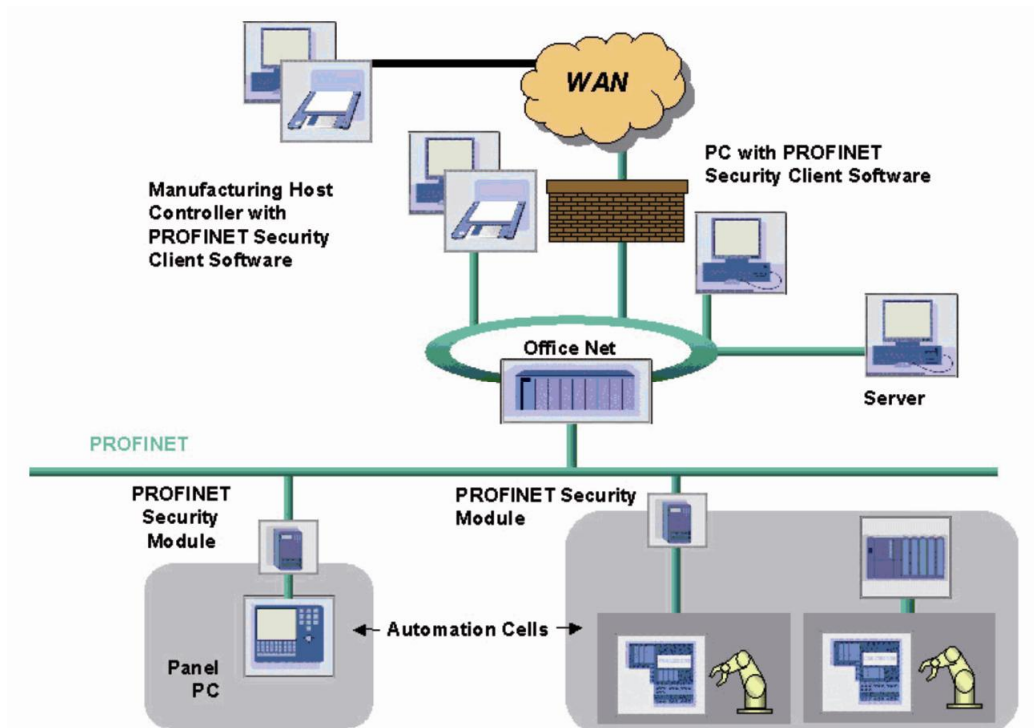 WAN
PC with PROFINET
Security Client Software
Manufacturing Host
Controller with
PROFINET Security
Client Software
Office Net
Server
PROFINET
PROFINET
Security
Module
PROFINET Security
Module
Automation Cells
Panel
PC